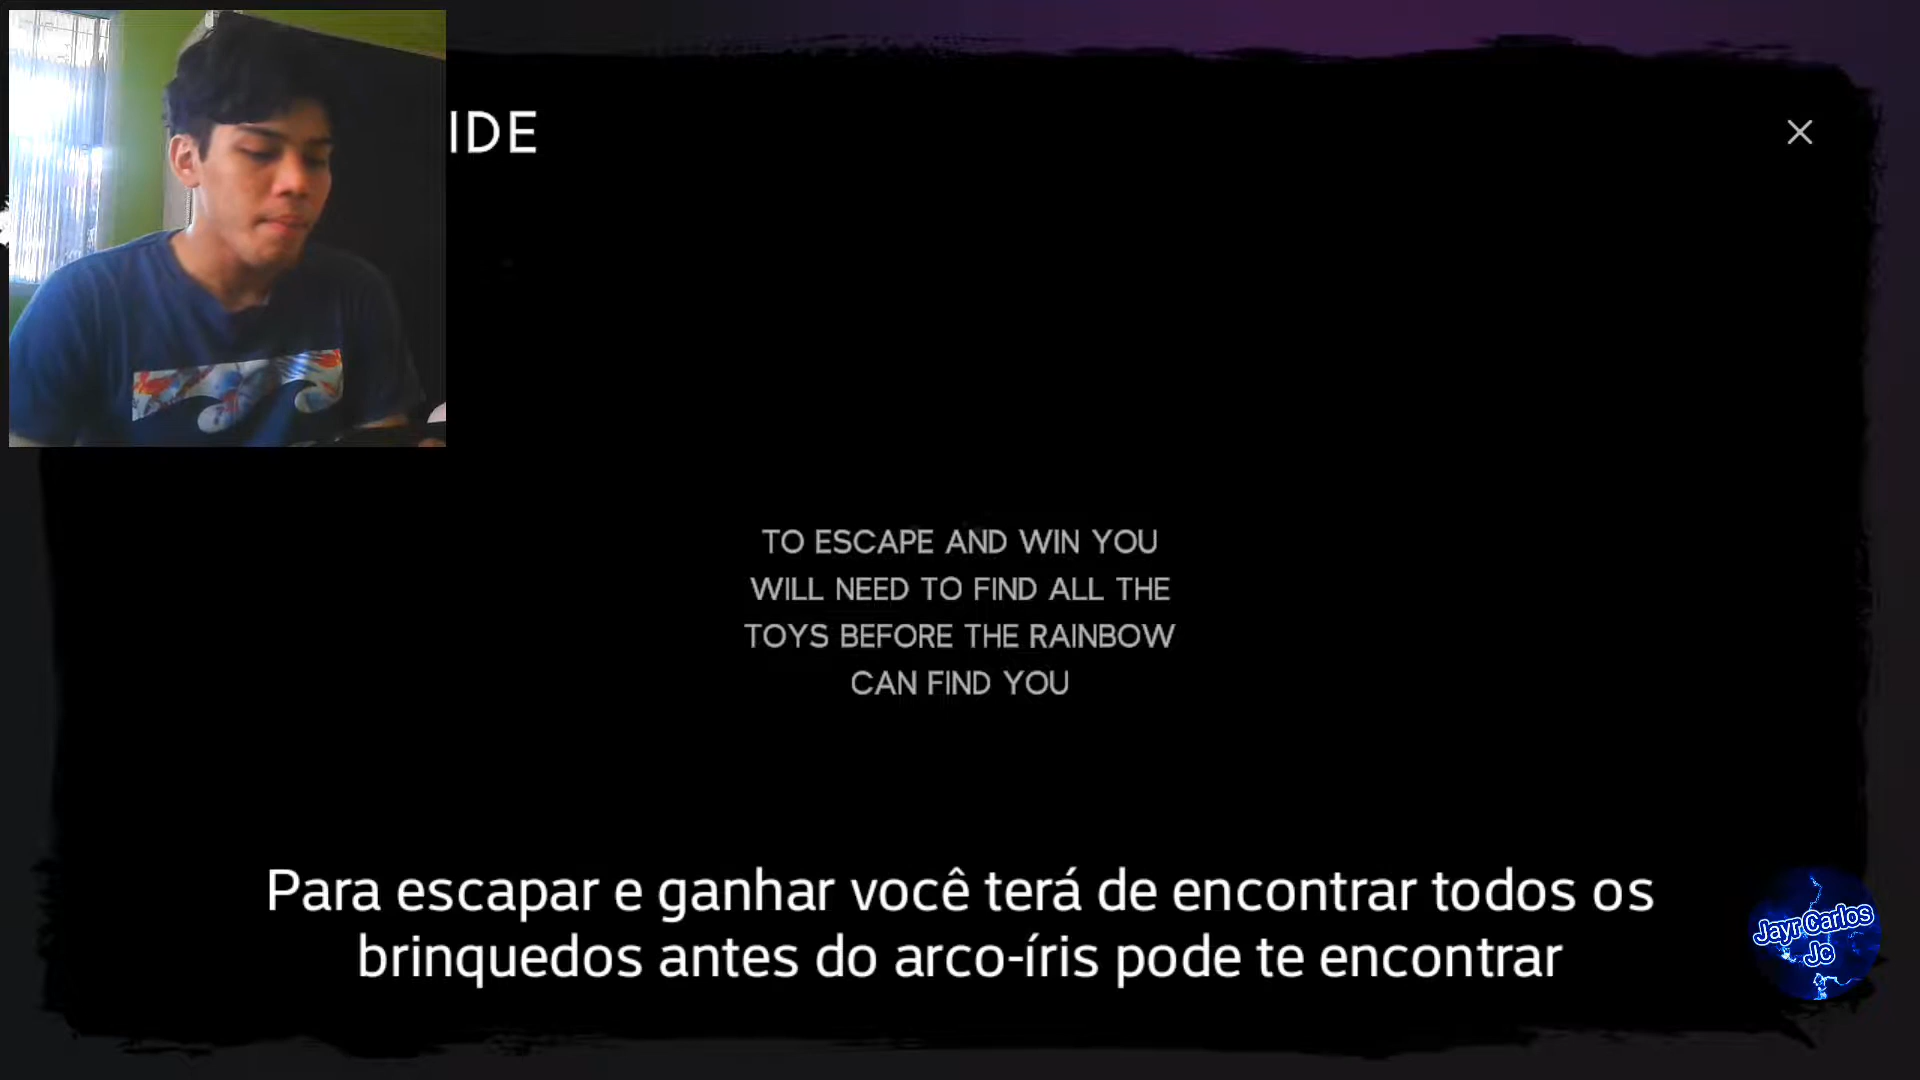 IDE
TO ESCAPE AND WIN YOU
WILL NEED TO FIND ALL THE
TOYS BEFORE THE RAINBOW
CAN FIND YOU
Para escapar e ganhar você terá de encontrar todos os
brinquedos antes do arco-íris pode te encontrar
Jayr Carlos
Jc